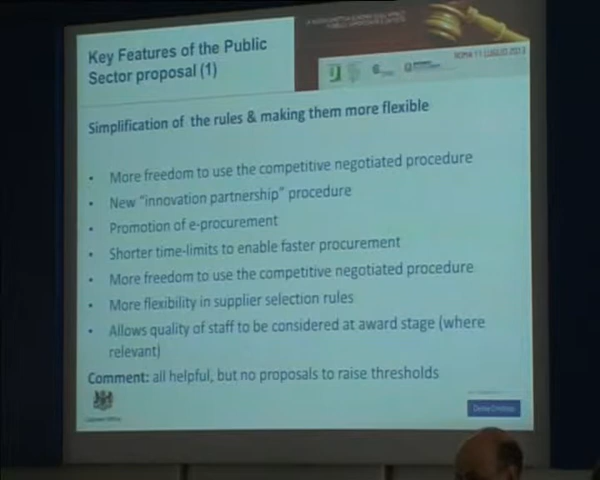 Key Features of the Public
Sector proposal (1)
ROMA 11 LUGLIO 2013
Simplification of the rules & making them more flexible
• More freedom to use the competitive negotiated procedure
• New “innovation partnership” procedure
• Promotion of e-procurement
• Shorter time-limits to enable faster procurement
• More freedom to use the competitive negotiated procedure
• More flexibility in supplier selection rules
• Allows quality of staff to be considered at award stage (where
relevant)
Comment: all helpful, but no proposals to raise thresholds